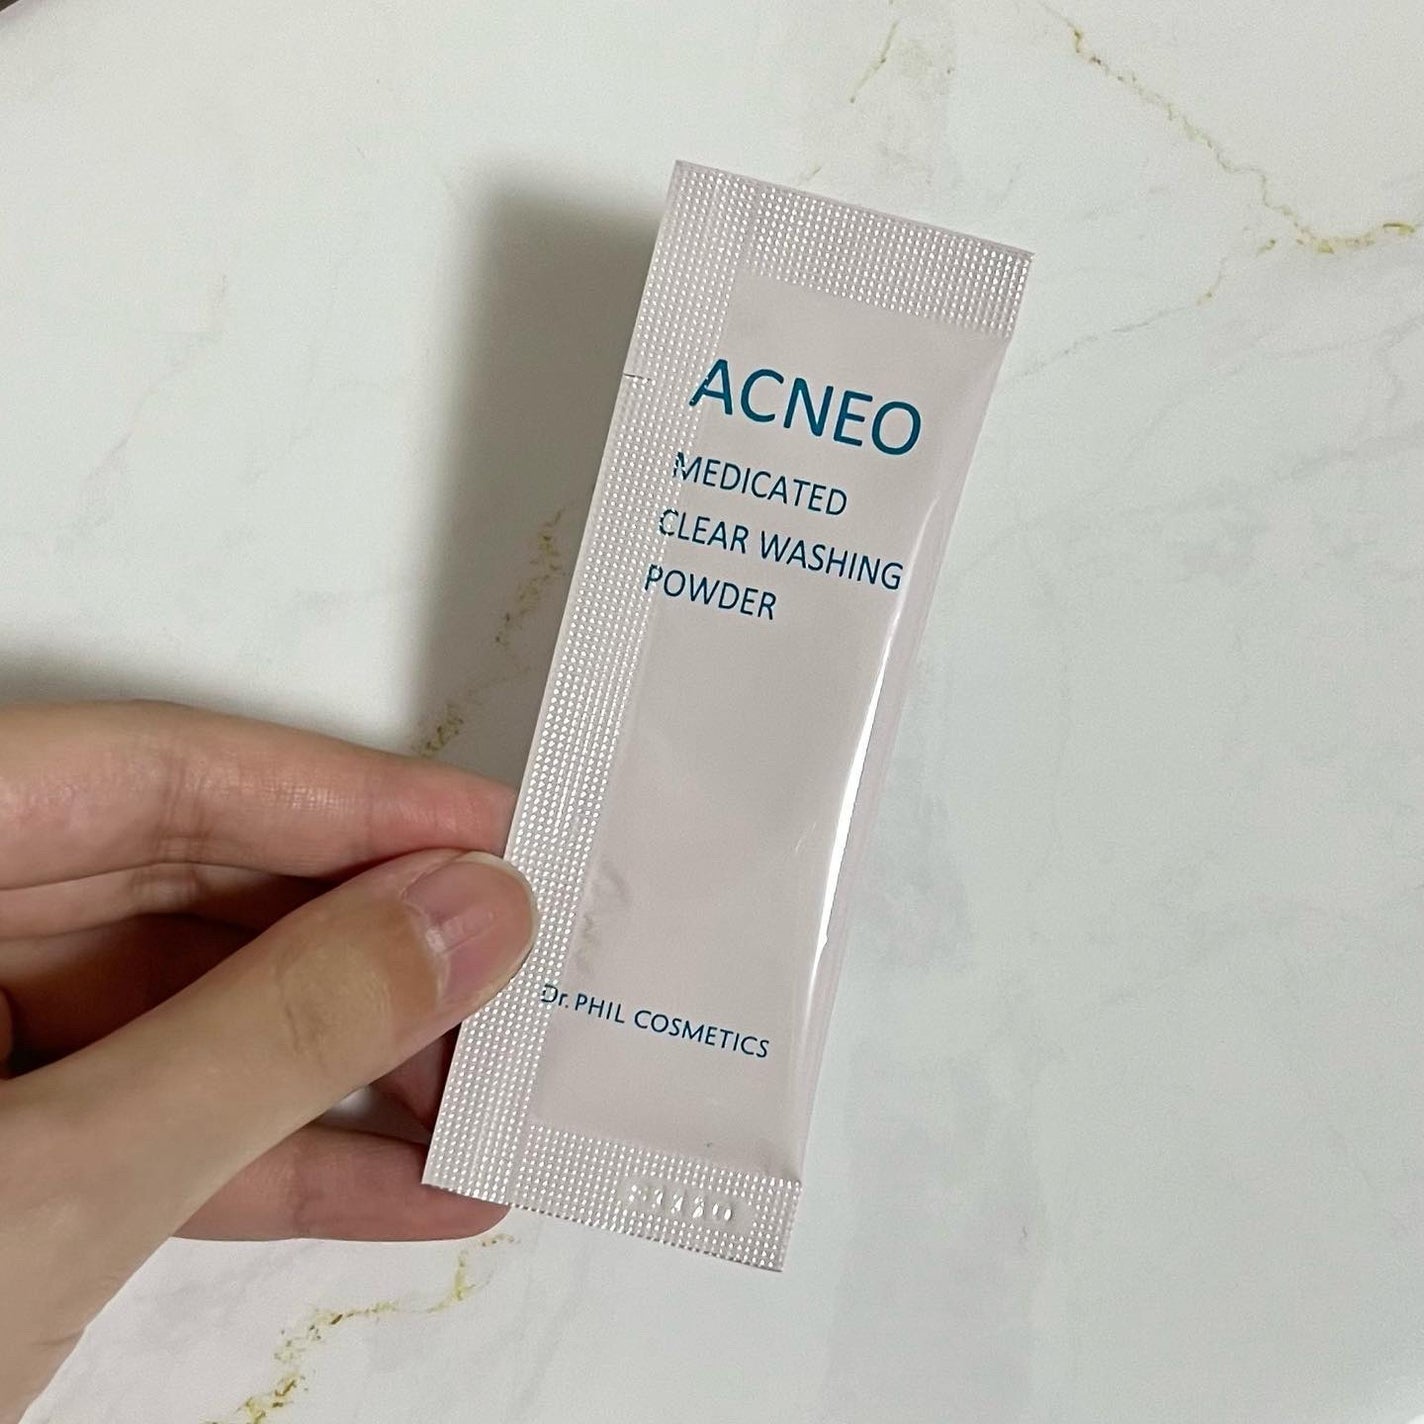 ACNEO
MEDICATED
CLEAR WASHING
POWDER
Dr. PHIL COSMETICS